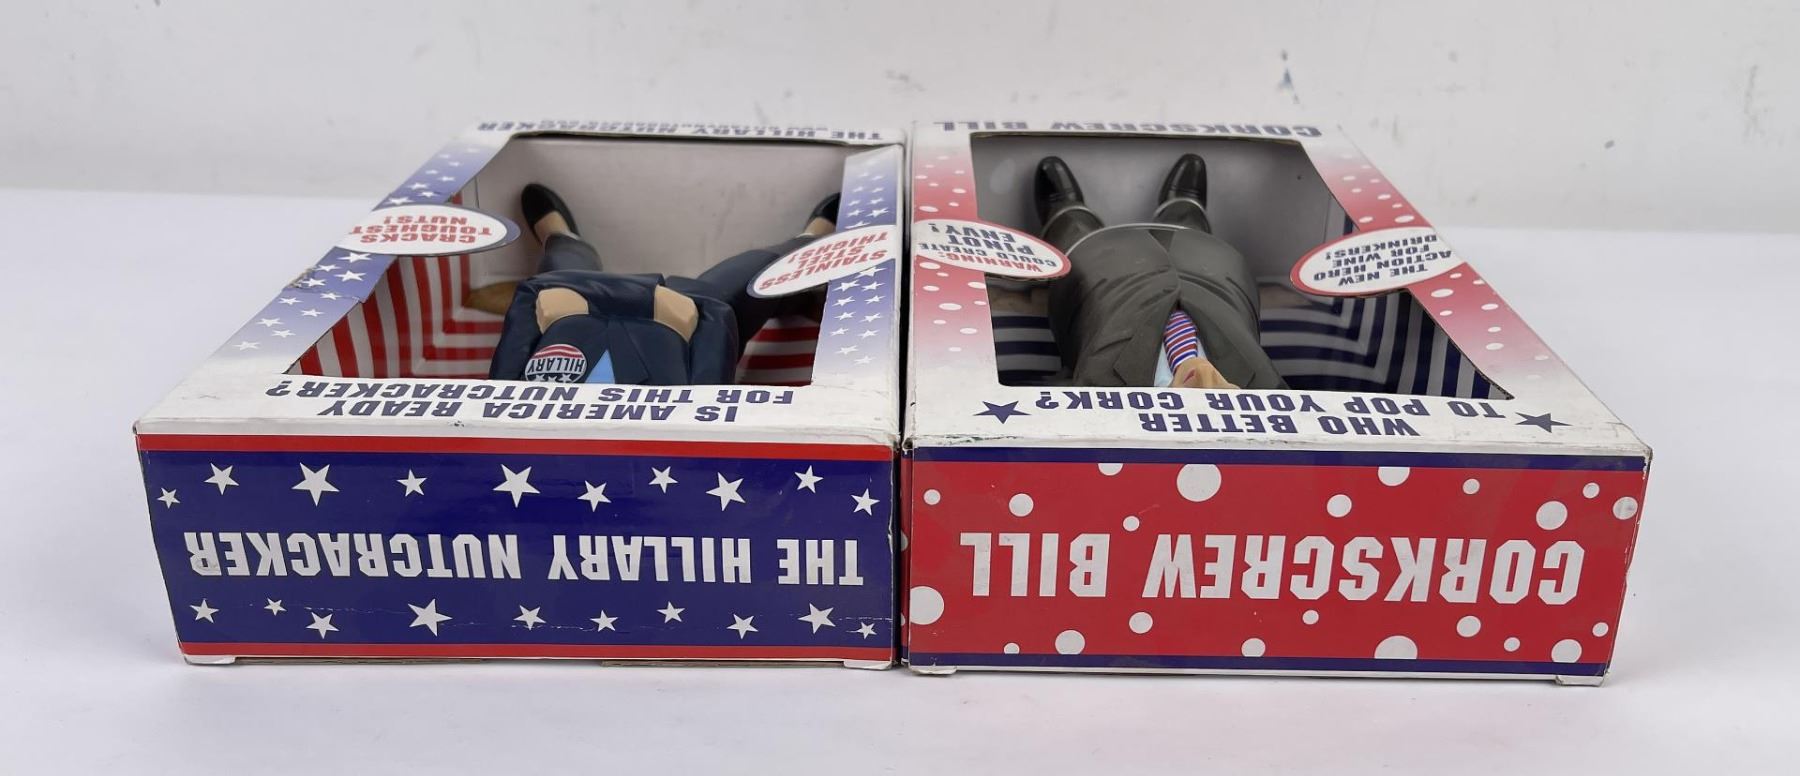 THE HILLARY NUTCRACKER
CRACKS
TOUGHEST
NUTS!
STAINLESS
STEEL
THIGHS!
HILLARY
IS AMERICA READY
FOR THIS NUTCRACKER?
THE HILLARY NUTCRACKER
CORKSCREW BILL
WARNING:
COULD CREATE
PINOT
ENVY!
THE NEW
ACTION HERO
FOR WINE
DRINKERS!
WHO BETTER
TO POP YOUR CORK?
CORKSCREW BILL